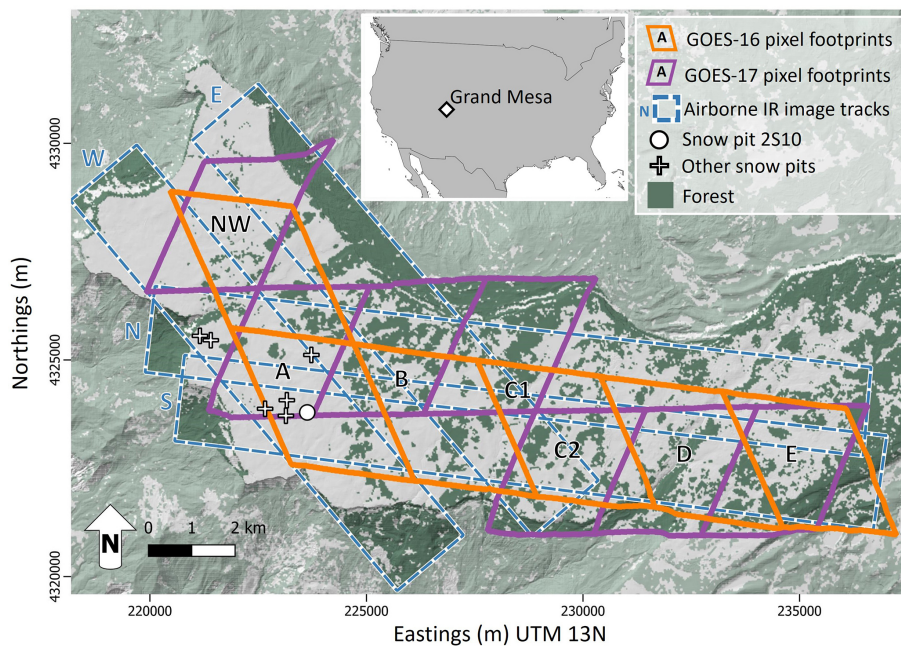 Grand Mesa
A GOES-16 pixel footprints
A GOES-17 pixel footprints
N Airborne IR image tracks
Snow pit 2S10
Other snow pits
Forest
E
W
NW
N
A
B
C1
S
C2
D
E
N
0 1 2 km
4330000
4325000
4320000
Northings (m)
220000 225000 230000 235000
Eastings (m) UTM 13N